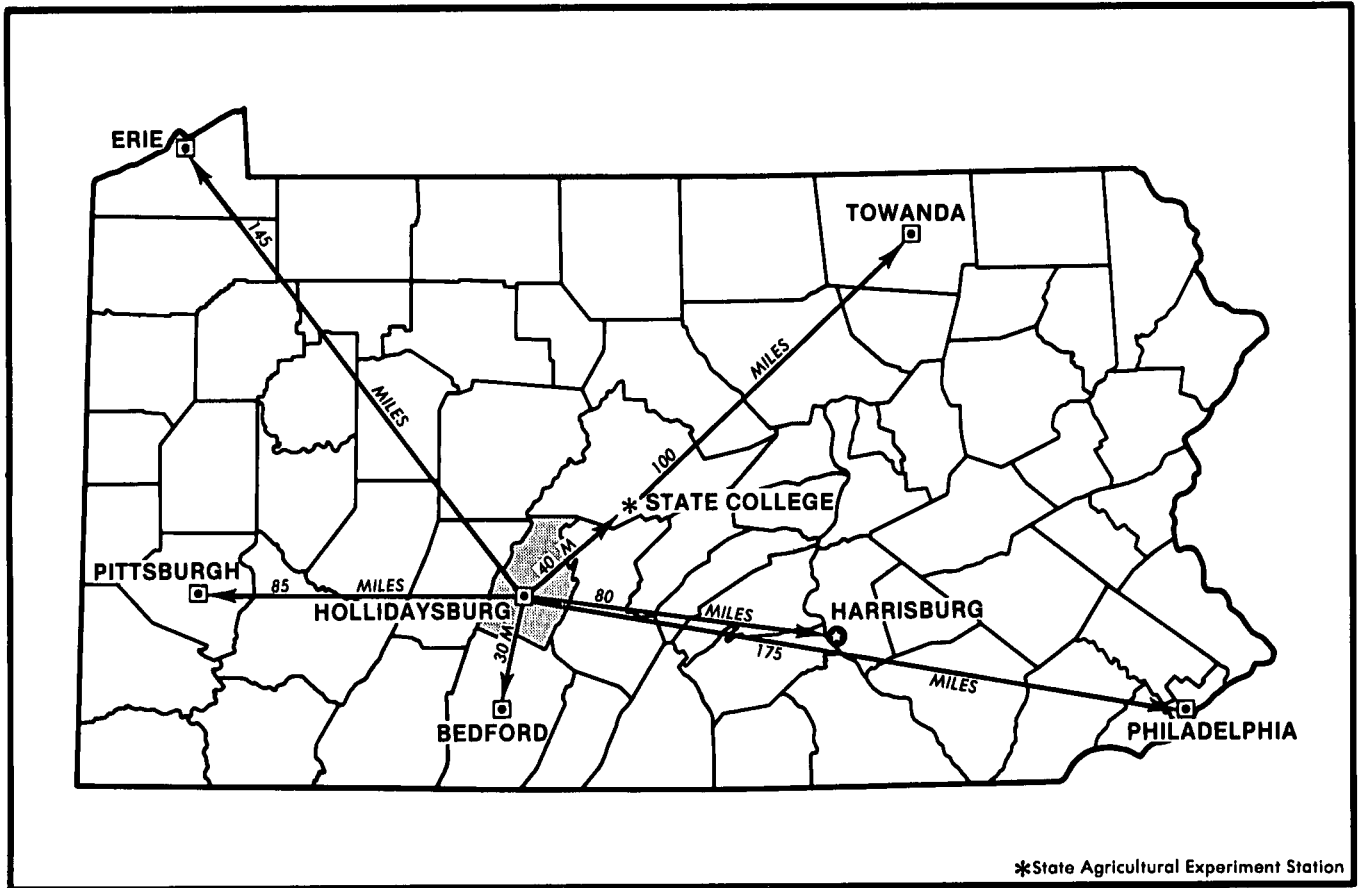 ERIE
TOWANDA
145
MILES
MILES
100
* STATE COLLEGE
40 M
PITTSBURGH
85 MILES
HOLLIDAYSBURG
80 MILES
HARRISBURG
30 M
175
MILES
BEDFORD
PHILADELPHIA
*State Agricultural Experiment Station